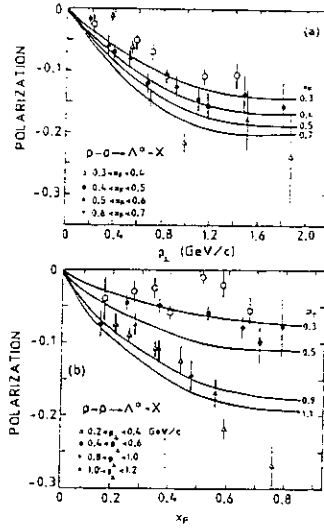 0
(a)
-0.1
-0.2
-0.3
POLARIZATION
x_F
0.3
0.4
0.5
0.7
p-p→Λ°+X
0.3<x_F<0.4
0.4<x_F<0.5
0.5<x_F<0.6
0.6<x_F<0.7
0 0.4 0.8 1.2 1.6 2.0
p⊥ (GeV/c)
0
-0.1
-0.2
-0.3
POLARIZATION
0.3
0.5
0.9
1.1
(b)
p-p→Λ°+X
0.2<p⊥<0.4 GeV/c
0.4<p⊥<0.6
0.8<p⊥<1.0
1.0<p⊥<1.2
0 0.2 0.4 0.6 0.8
x_F